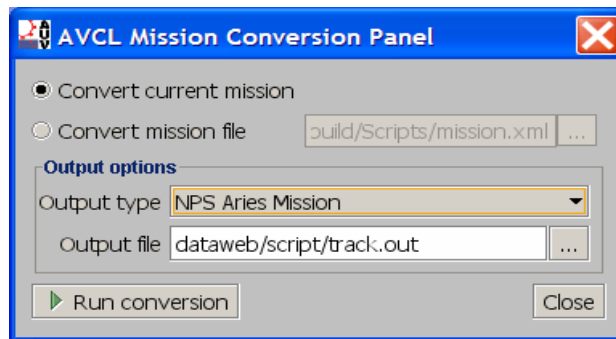 AVCL Mission Conversion Panel
Convert current mission
Convert mission file build/Scripts/mission.xml ...
Output options
Output type NPS Aries Mission
Output file dataweb/script/track.out ...
Run conversion Close